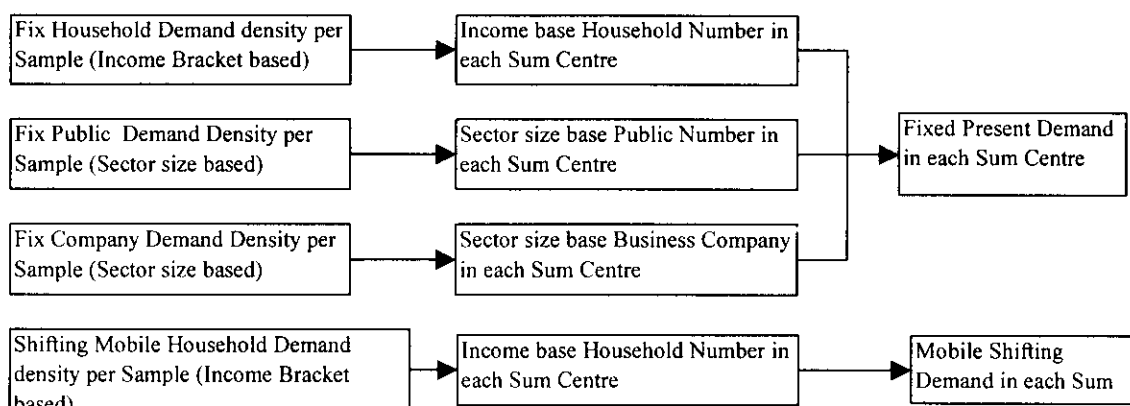 Fix Household Demand density per
Sample (Income Bracket based)
Income base Household Number in
each Sum Centre
Fix Public Demand Density per
Sample (Sector size based)
Sector size base Public Number in
each Sum Centre
Fixed Present Demand
in each Sum Centre
Fix Company Demand Density per
Sample (Sector size based)
Sector size base Business Company
in each Sum Centre
Shifting Mobile Household Demand
density per Sample (Income Bracket
based)
Income base Household Number in
each Sum Centre
Mobile Shifting
Demand in each Sum